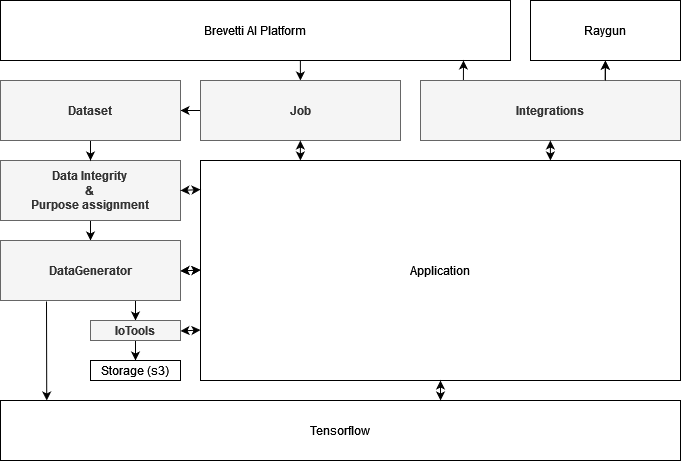 Brevetti AI Platform
Raygun
Dataset
Job
Integrations
Data Integrity
&
Purpose assignment
Application
DataGenerator
IoTools
Storage (s3)
Tensorflow